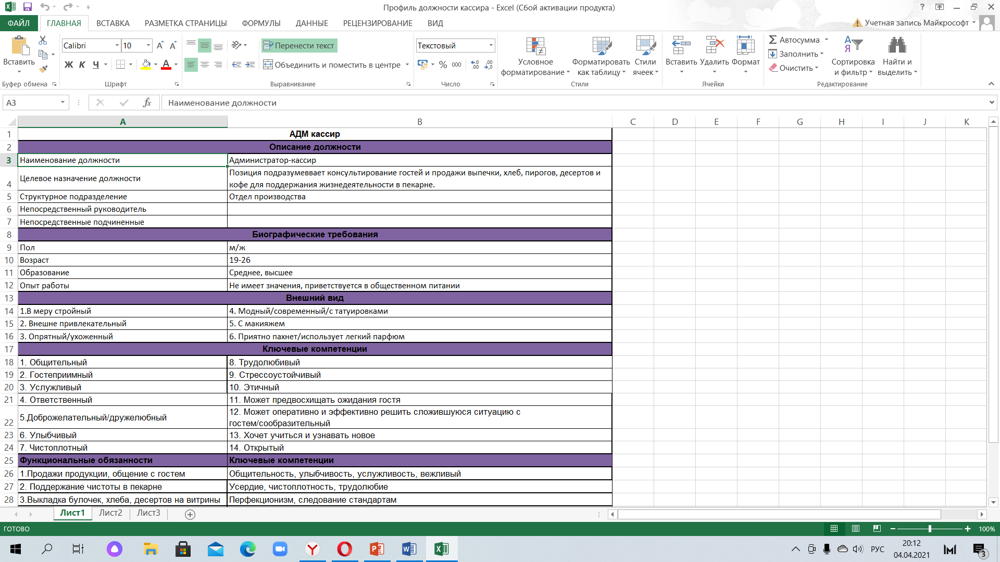 Профиль должности кассира - Excel (Сбой активации продукта)
ФАЙЛ ГЛАВНАЯ ВСТАВКА РАЗМЕТКА СТРАНИЦЫ ФОРМУЛЫ ДАННЫЕ РЕЦЕНЗИРОВАНИЕ ВИД Учетная запись Майкрософт
Calibri 10 Перенести текст Текстовый Автосумма
Вставить Ж К Ч А Объединить и поместить в центре % 000 Условное форматирование Форматировать как таблицу Стили ячеек Вставить Удалить Формат Заполнить Очистить Сортировка и фильтр Найти и выделить
Буфер обмена Шрифт Выравнивание Число Стили Ячейки Редактирование
A3 fx Наименование должности
A B C D E F G H I J K
1 АДМ кассир
2 Описание должности
3 Наименование должности Администратор-кассир
4 Целевое назначение должности Позиция подразумеввает консультирование гостей и продажи выпечки, хлеб, пирогов, десертов и
кофе для поддержания жизнедеятельности в пекарне.
5 Структурное подразделение Отдел производства
6 Непосредственный руководитель
7 Непосредственные подчиненные
8 Биографические требования
9 Пол м/ж
10 Возраст 19-26
11 Образование Среднее, высшее
12 Опыт работы Не имеет значения, приветствуется в общественном питании
13 Внешний вид
14 1.В меру стройный 4. Модный/современный/с татуировками
15 2. Внешне привлекательный 5. С макияжем
16 3. Опрятный/ухоженный 6. Приятно пахнет/использует легкий парфюм
17 Ключевые компетенции
18 1. Общительный 8. Трудолюбивый
19 2. Гостеприимный 9. Стрессоустойчивый
20 3. Услужливый 10. Этичный
21 4. Ответственный 11. Может предвосхищать ожидания гостя
22 5.Доброжелательный/дружелюбный 12. Может оперативно и эффективно решить сложившуюся ситуацию с
гостем/сообразительный
23 6. Улыбчивый 13. Хочет учиться и узнавать новое
24 7. Чистоплотный 14. Открытый
25 Функциональные обязанности Ключевые компетенции
26 1.Продажи продукции, общение с гостем Общительность, улыбчивость, услужливость, вежливый
27 2. Поддержание чистоты в пекарне Усердие, чистоплотность, трудолюбие
28 3.Выкладка булочек, хлеба, десертов на витрины Перфекционизм, следование стандартам
Лист1 Лист2 Лист3
ГОТОВО 100%
РУС 20:12
04.04.2021 3